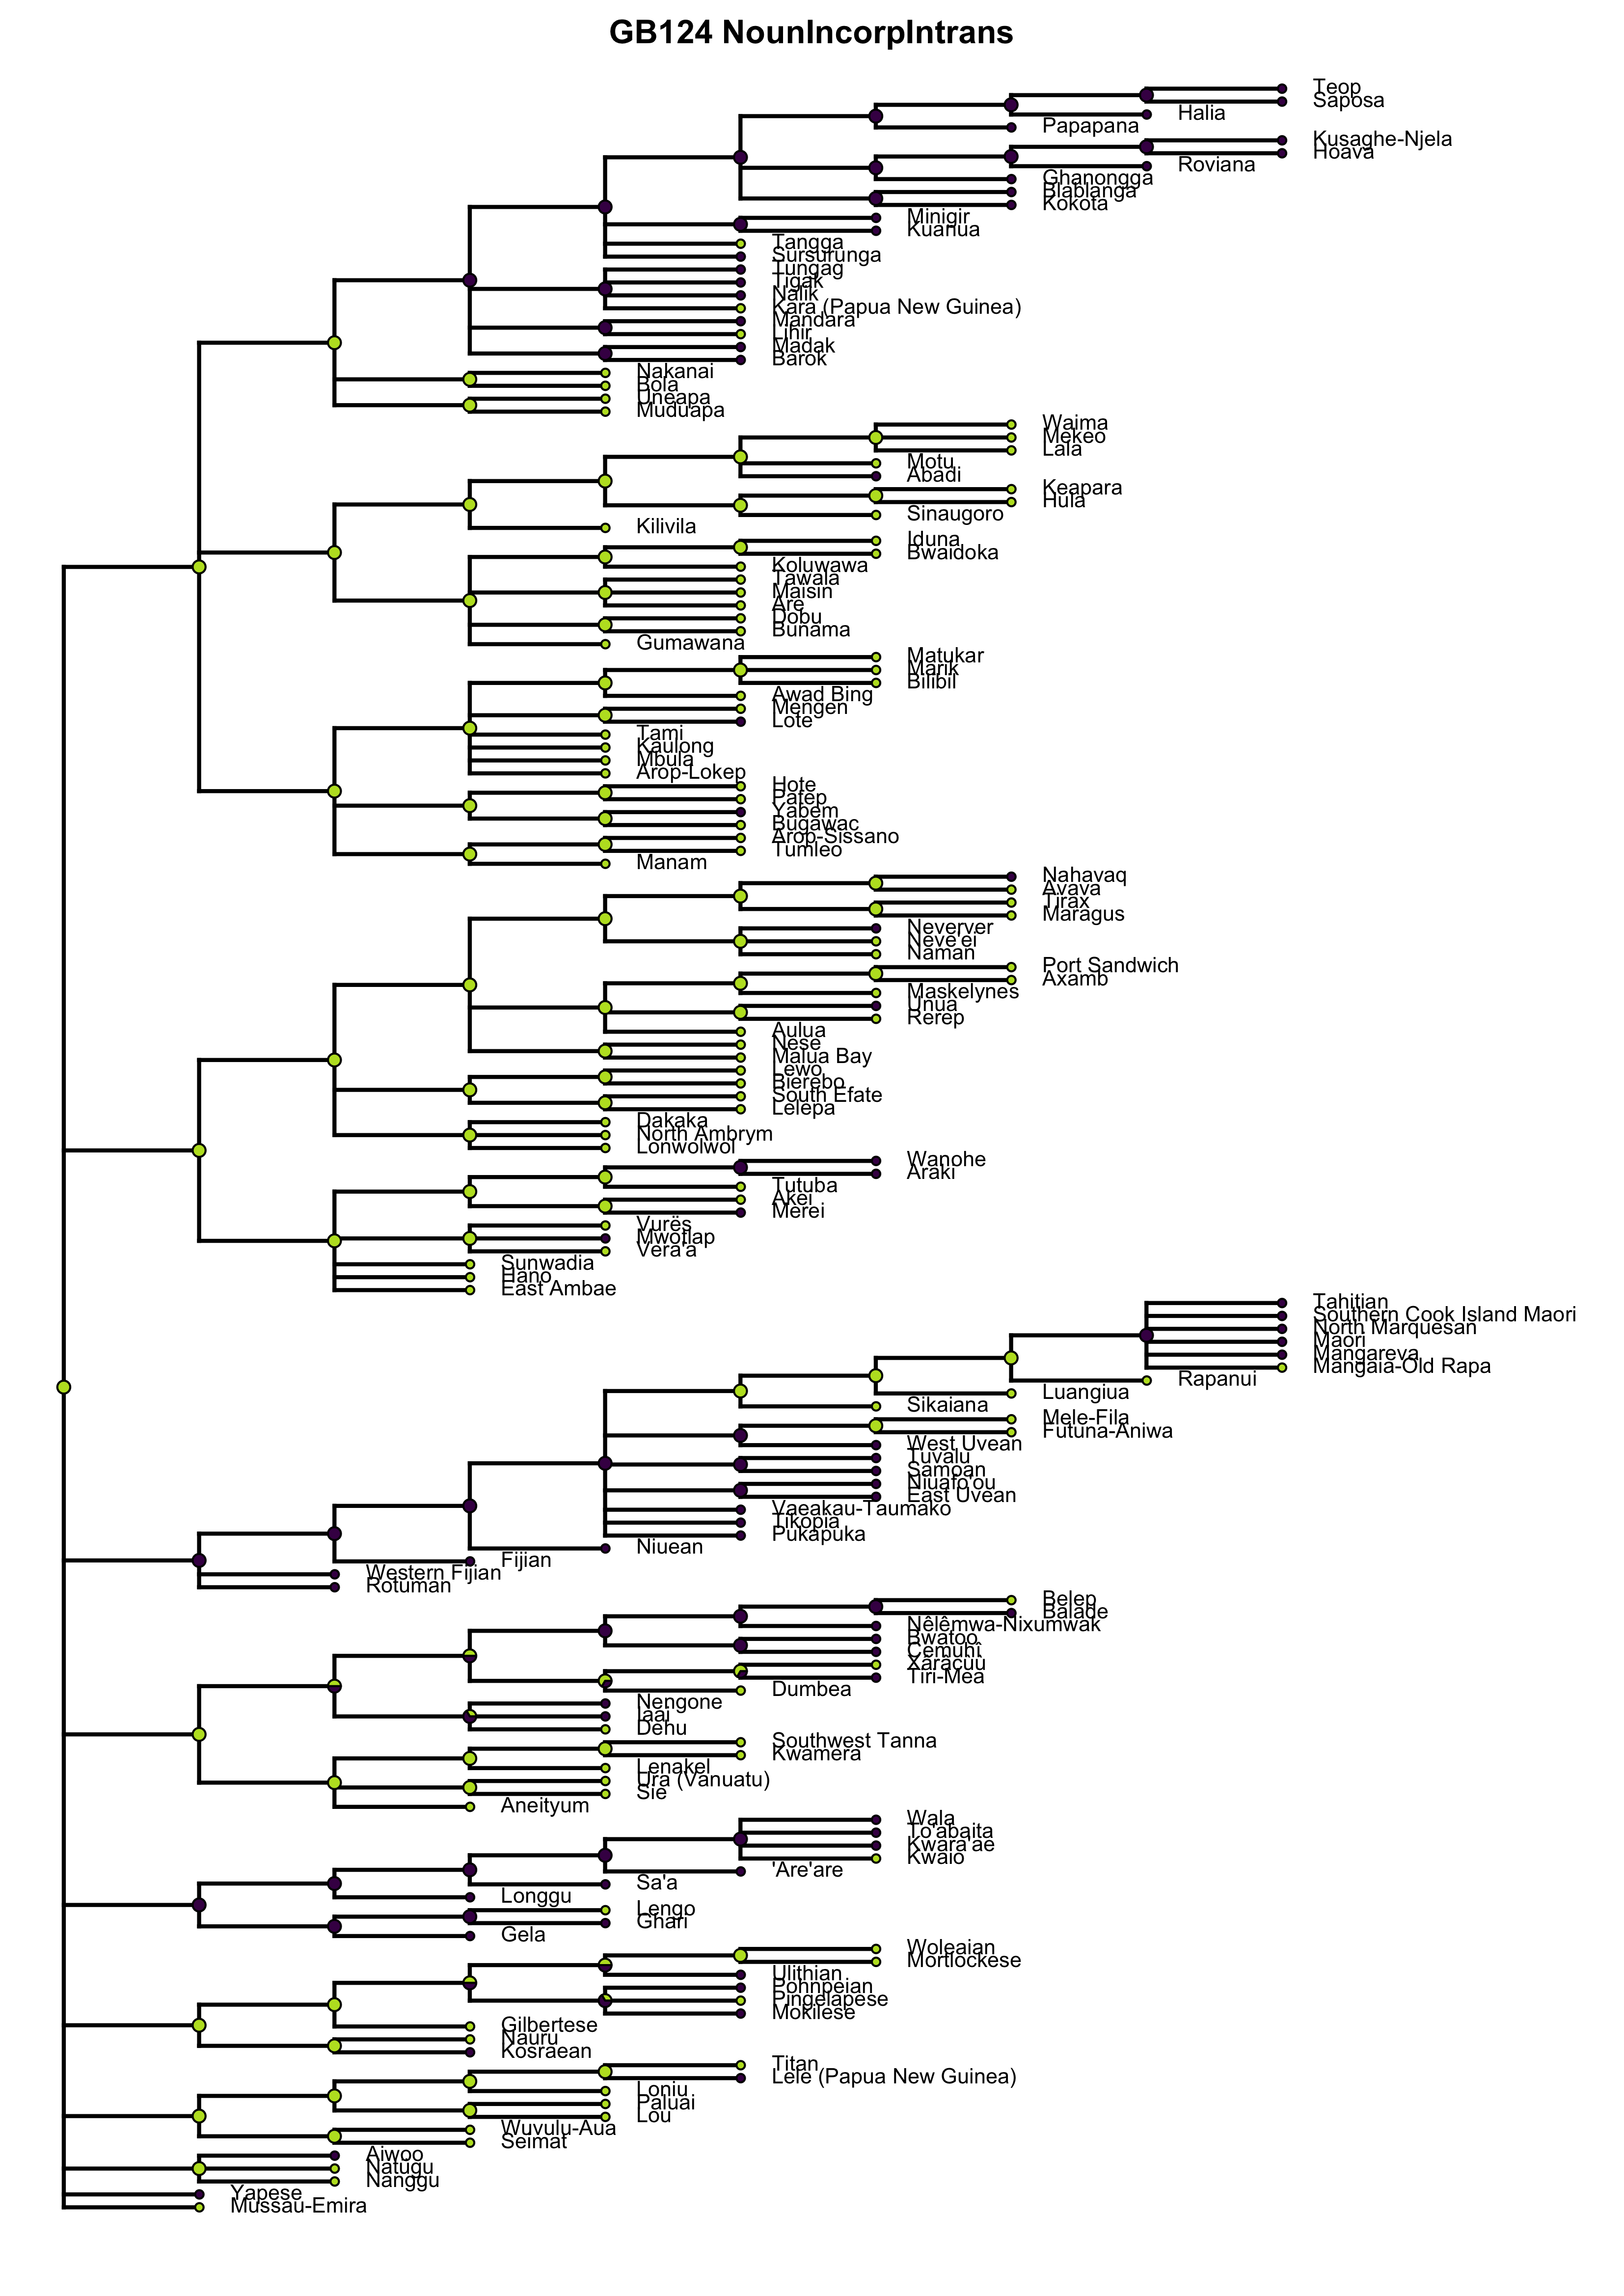 GB124 NounIncorpIntrans
Teop
Saposa
Halia
Papapana
Kusaghe-Njela
Hoava
Roviana
Ghanongga
Blablanga
Kokota
Minigir
Kuanua
Tangga
Sursurunga
Tungag
Tigak
Nalik
Kara (Papua New Guinea)
Mandara
Lihir
Madak
Barok
Nakanai
Bola
Uneapa
Muduapa
Waima
Mekeo
Lala
Motu
Abadi
Keapara
Hula
Sinaugoro
Kilivila
Iduna
Bwaidoka
Koluwawa
Tawala
Maisin
Are
Dobu
Bunama
Gumawana
Matukar
Marik
Bilibil
Awad Bing
Mengen
Lote
Tami
Kaulong
Mbula
Arop-Lokep
Hote
Patep
Yabem
Bugawac
Arop-Sissano
Tumleo
Manam
Nahavaq
Avava
Tirax
Maragus
Neverver
Neve'ei
Naman
Port Sandwich
Axamb
Maskelynes
Unua
Rerep
Aulua
Nese
Malua Bay
Lewo
Bierebo
South Efate
Lelepa
Dakaka
North Ambrym
Lonwolwol
Wanohe
Araki
Tutuba
Akei
Merei
Vurës
Mwotlap
Vera'a
Sunwadia
Hano
East Ambae
Tahitian
Southern Cook Island Maori
North Marquesan
Maori
Mangareva
Mangaia-Old Rapa
Rapanui
Luangiua
Sikaiana
Mele-Fila
Futuna-Aniwa
West Uvean
Tuvalu
Samoan
Niuafo'ou
East Uvean
Vaeakau-Taumako
Tikopia
Pukapuka
Niuean
Fijian
Western Fijian
Rotuman
Belep
Balade
Nêlêmwa-Nixumwak
Bwatoo
Cemuhî
Xârâcùù
Tiri-Mea
Dumbea
Nengone
Iaai
Dehu
Southwest Tanna
Kwamera
Lenakel
Ura (Vanuatu)
Sie
Aneityum
Wala
To'abaita
Kwara'ae
Kwaio
'Are'are
Sa'a
Longgu
Lengo
Ghari
Gela
Woleaian
Mortlockese
Ulithian
Pohnpeian
Pingelapese
Mokilese
Gilbertese
Nauru
Kosraean
Titan
Lele (Papua New Guinea)
Loniu
Paluai
Lou
Wuvulu-Aua
Seimat
Aiwoo
Natügu
Nanggu
Yapese
Mussau-Emira